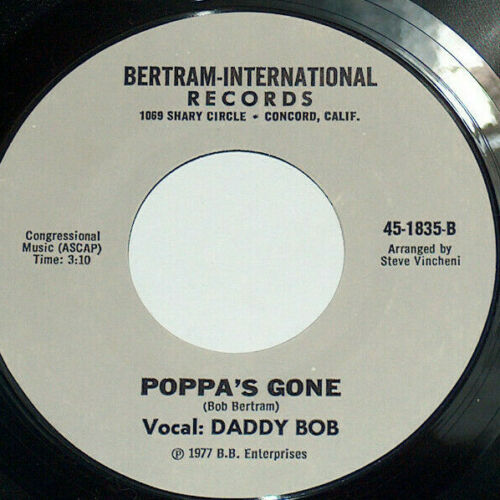 BERTRAM-INTERNATIONAL
RECORDS
1069 SHARY CIRCLE • CONCORD, CALIF.
Congressional
Music (ASCAP)
Time: 3:10
45-1835-B
Arranged by
Steve Vincheni
POPPA'S GONE
(Bob Bertram)
Vocal: DADDY BOB
℗ 1977 B.B. Enterprises